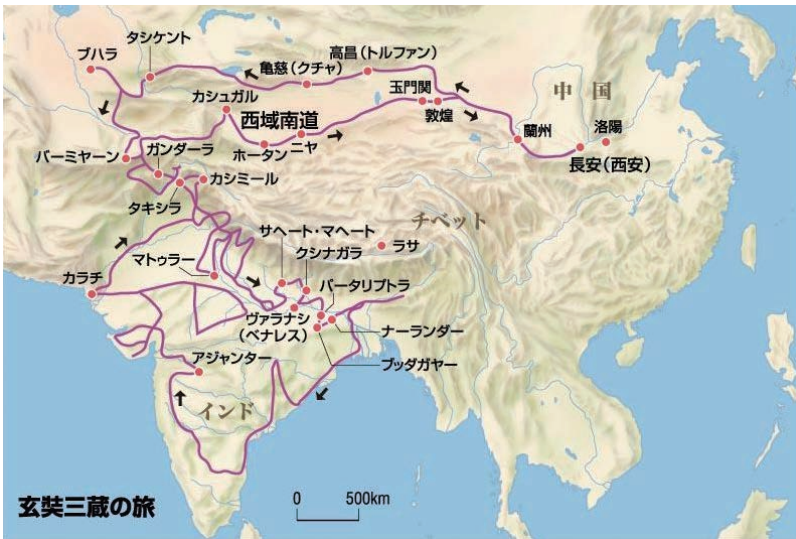 タシケント
ブハラ
高昌（トルファン）
亀慈（クチャ）
カシュガル
玉門関
敦煌
中国
西域南道
ホータン
ニヤ
蘭州
洛陽
長安（西安）
バーミヤーン
ガンダーラ
カシミール
タキシラ
チベット
サヘート・マヘート
ラサ
クシナガラ
マトゥラー
カラチ
パータリプトラ
ヴァラナシ
（ベナレス）
ナーランダー
ブッダガヤー
アジャンター
インド
玄奘三蔵の旅
0 500km